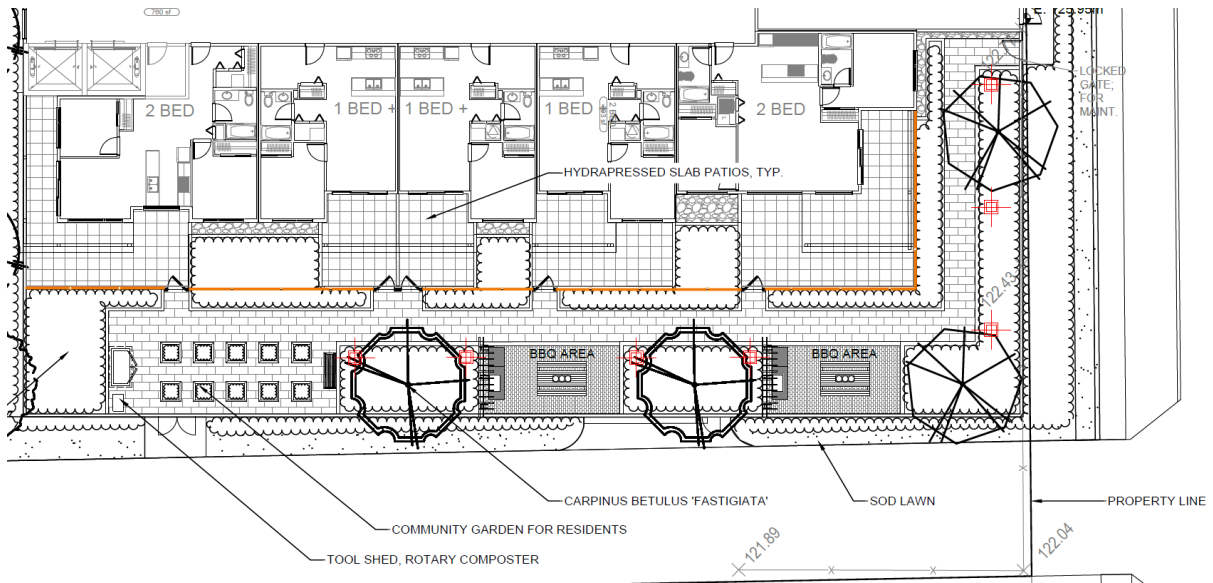 760 sf
E. 125.95m
2 BED
1 BED +
1 BED +
1 BED
2 BED
LOCKED
GATE;
FOR
MAINT.
HYDRAPRESSED SLAB PATIOS, TYP.
122.43
BBQ AREA
BBQ AREA
CARPINUS BETULUS 'FASTIGIATA'
SOD LAWN
PROPERTY LINE
COMMUNITY GARDEN FOR RESIDENTS
TOOL SHED, ROTARY COMPOSTER
121.89
122.04